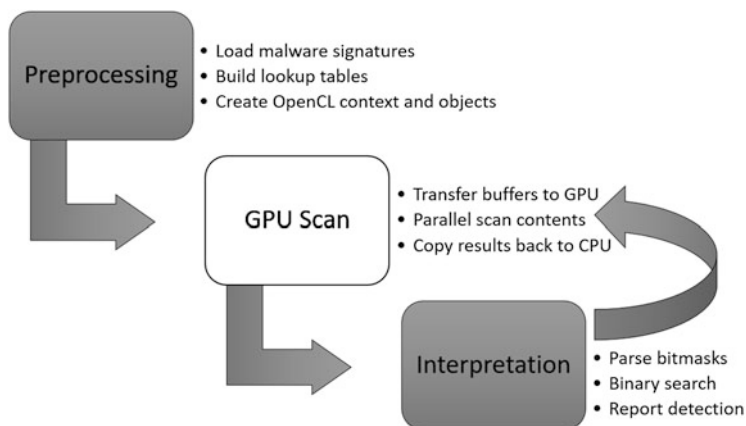 Preprocessing
• Load malware signatures
• Build lookup tables
• Create OpenCL context and objects
GPU Scan
• Transfer buffers to GPU
• Parallel scan contents
• Copy results back to CPU
Interpretation
• Parse bitmasks
• Binary search
• Report detection